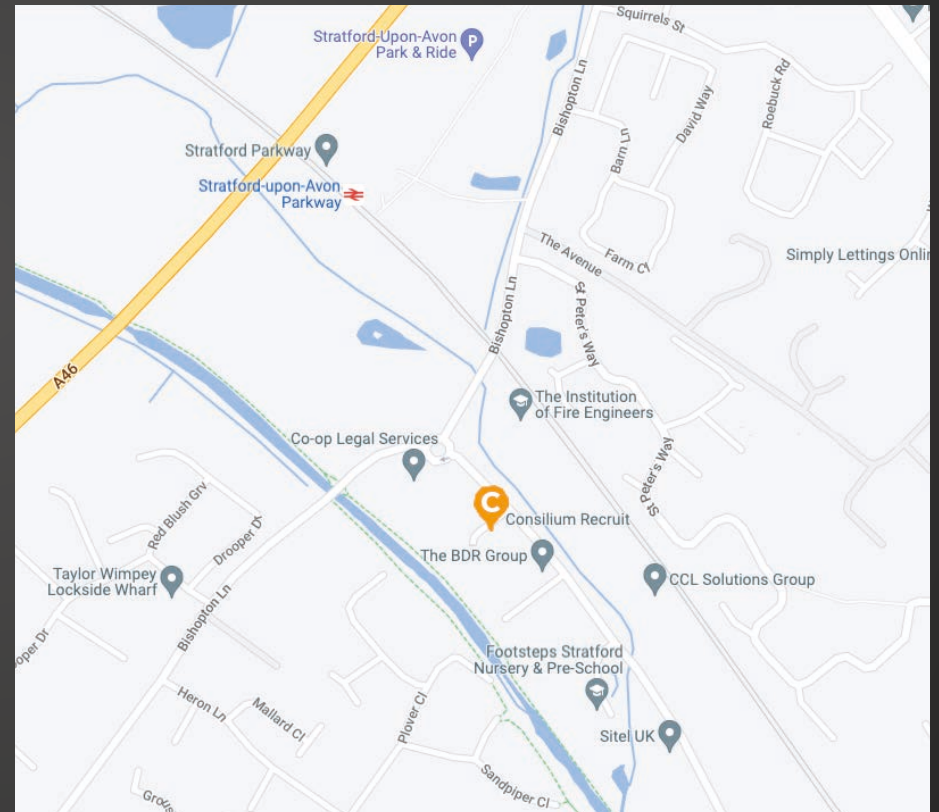 Squirrels St
Stratford-Upon-Avon
Park & Ride
P
Bishopton Ln
David Way
Roebuck Rd
Barn Ln
Stratford Parkway
Stratford-upon-Avon
Parkway
The Avenue
Farm Cl
Simply Lettings Onli
Bishopton Ln
St Peter's Way
A46
The Institution
of Fire Engineers
Co-op Legal Services
St Peter's Way
Red Blush Grv
C
Consilium Recruit
Drooper Dr
The BDR Group
Taylor Wimpey
Lockside Wharf
CCL Solutions Group
Bishopton Ln
ooper Dr
Footsteps Stratford
Nursery & Pre-School
Heron Ln
Mallard Cl
Plover Cl
Sitel UK
Sandpiper Cl